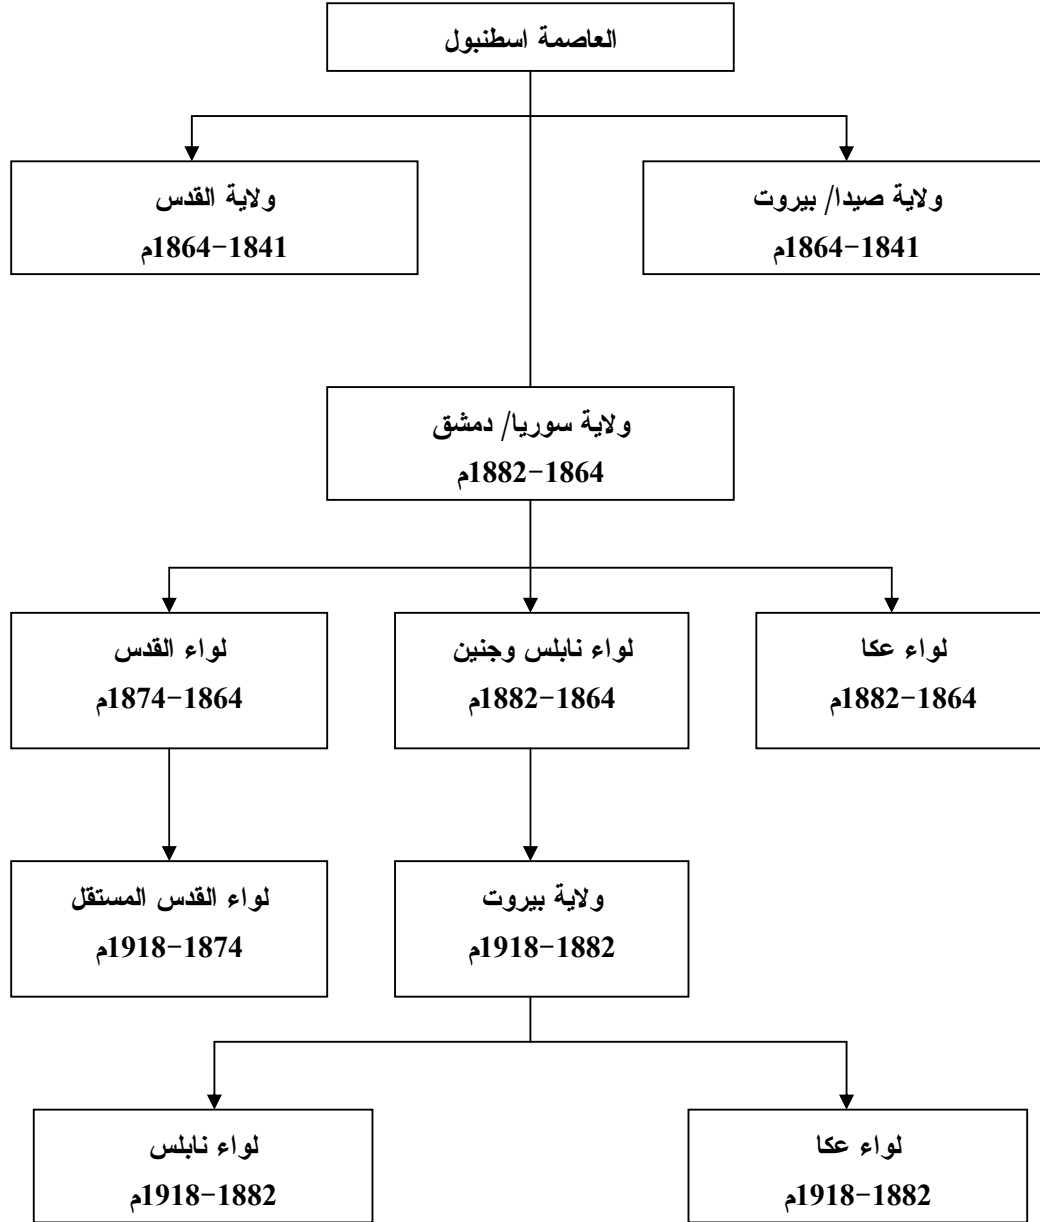 العاصمة اسطنبول
ولاية صيدا/ بيروت
1841-1864م
ولاية القدس
1841-1864م
ولاية سوريا/ دمشق
1864-1882م
لواء عكا
1864-1882م
لواء نابلس وجنين
1864-1882م
لواء القدس
1864-1874م
ولاية بيروت
1882-1918م
لواء القدس المستقل
1874-1918م
لواء عكا
1882-1918م
لواء نابلس
1882-1918م